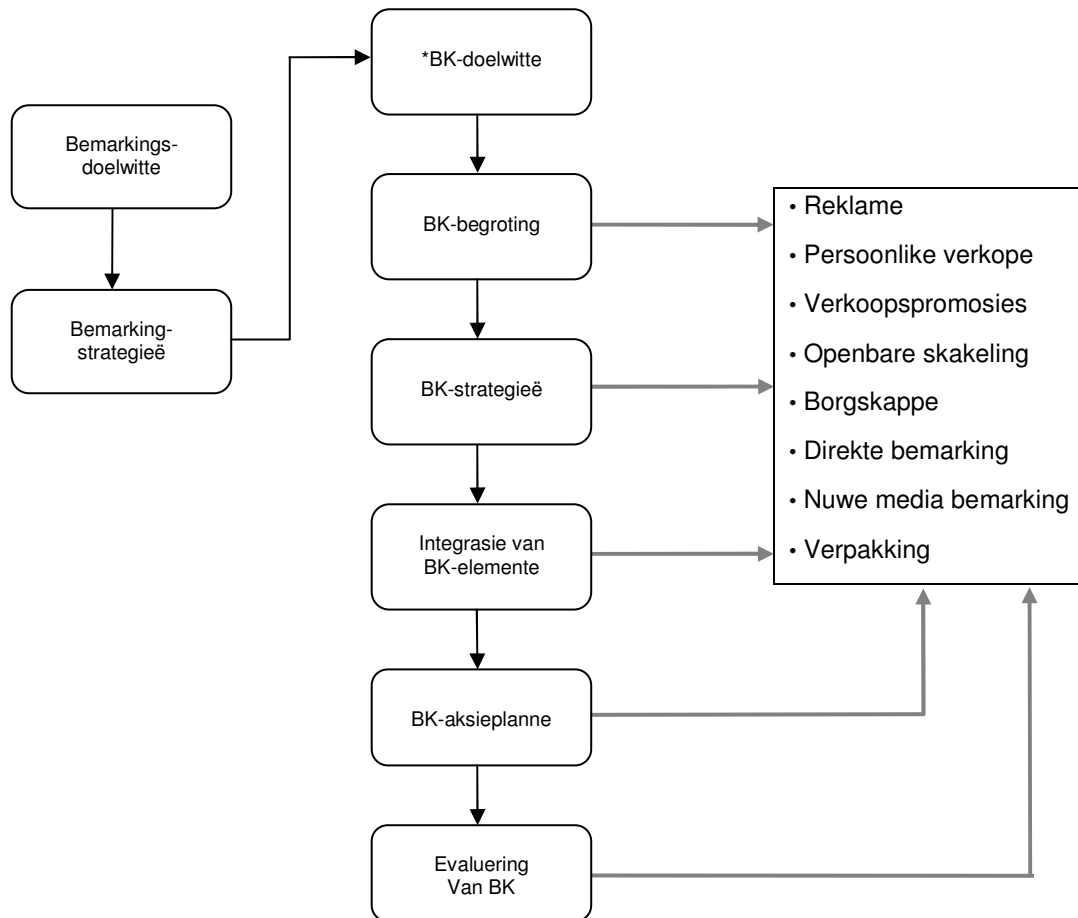 *BK-doelwitte
Bemarkings-
doelwitte
BK-begroting
Bemarking-
strategieë
BK-strategieë
Integrasie van
BK-elemente
BK-aksieplanne
Evaluering
Van BK
• Reklame
• Persoonlike verkope
• Verkoopspromosies
• Openbare skakeling
• Borgskappe
• Direkte bemarking
• Nuwe media bemarking
• Verpakking